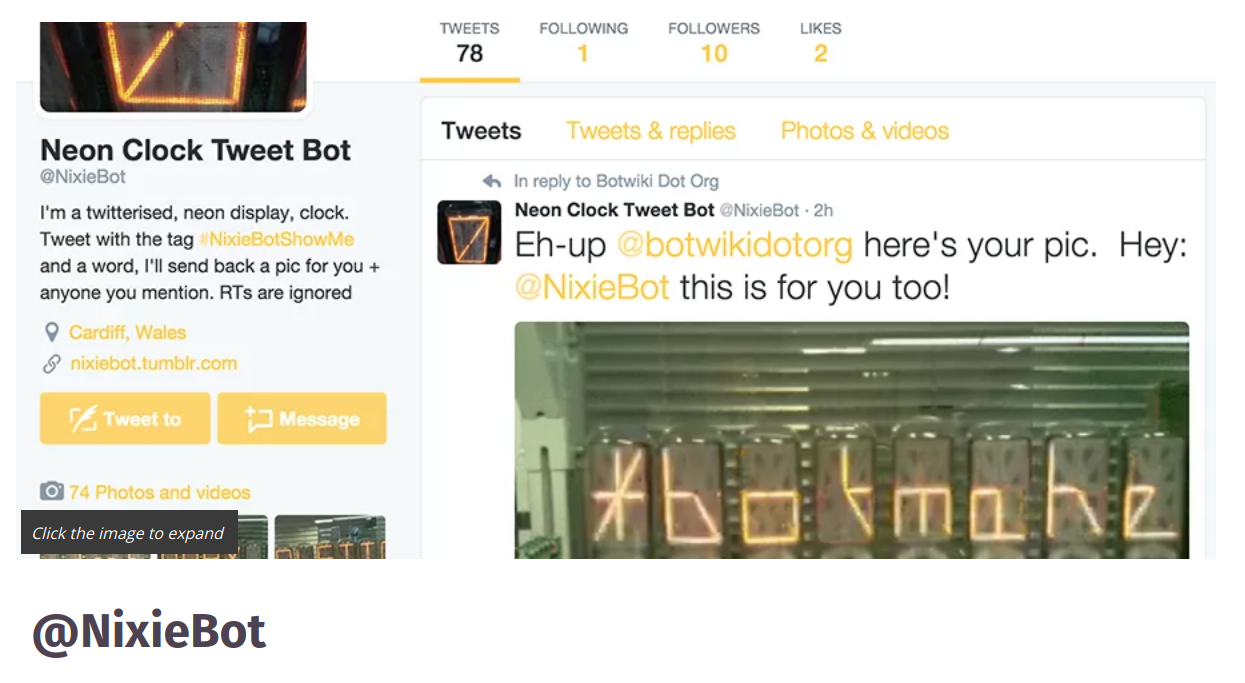 TWEETS FOLLOWING FOLLOWERS LIKES
78 1 10 2
Neon Clock Tweet Bot
@NixieBot
I'm a twitterised, neon display, clock.
Tweet with the tag #NixieBotShowMe
and a word, I'll send back a pic for you +
anyone you mention. RTs are ignored
Cardiff, Wales
nixiebot.tumblr.com
Tweet to Message
74 Photos and videos
Click the image to expand
Tweets Tweets & replies Photos & videos
In reply to Botwiki Dot Org
Neon Clock Tweet Bot @NixieBot · 2h
Eh-up @botwikidotorg here's your pic. Hey:
@NixieBot this is for you too!
@NixieBot